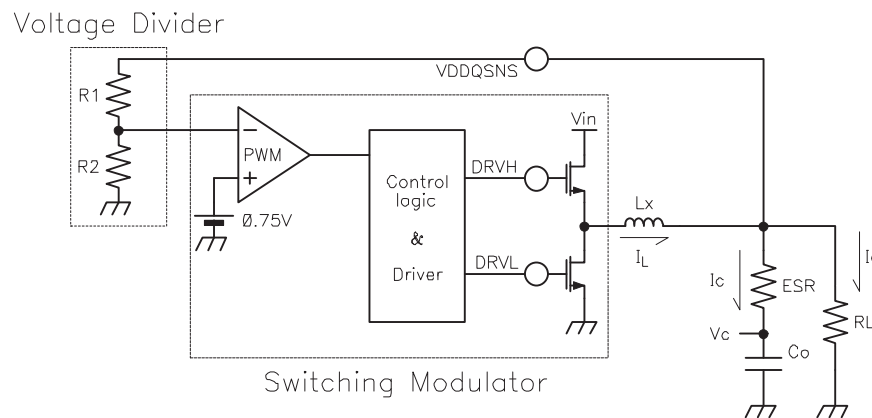 Voltage Divider
VDDQSNS
R1
R2
PWM
0.75V
Control
logic
&
Driver
DRVH
DRVL
Vin
Lx
IL
Ic
ESR
Vc
Co
RL
Switching Modulator